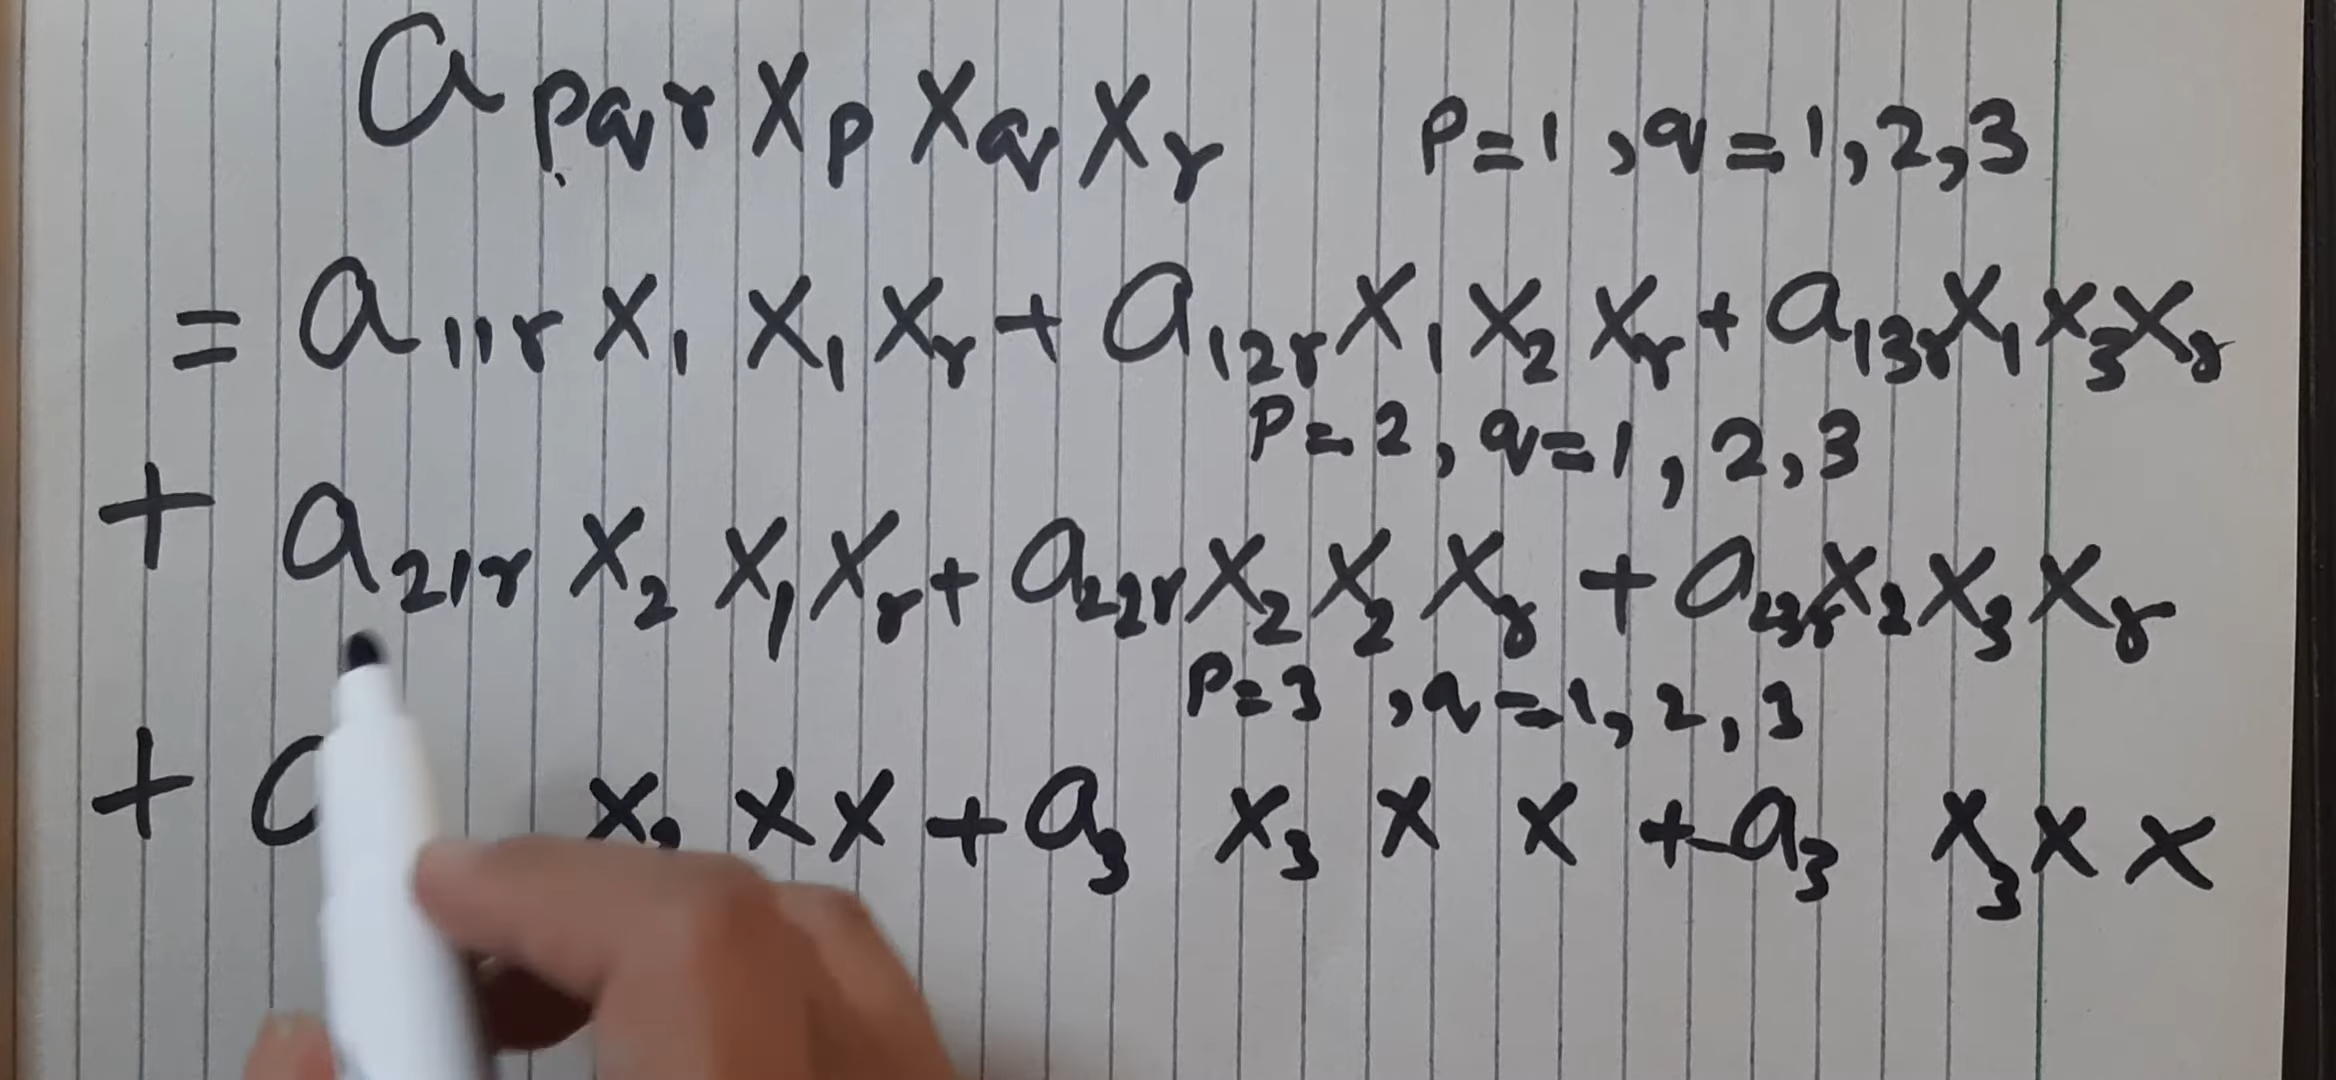 a_pqr x_p x_q x_r p=1, q=1,2,3
= a_11r x_1 x_1 x_r + a_12r x_1 x_2 x_r + a_13r x_1 x_3 x_r
p=2, q=1,2,3
+ a_21r x_2 x_1 x_r + a_22r x_2 x_2 x_r + a_23r x_2 x_3 x_r
p=3, q=1,2,3
+ x x x + a_3 x_3 x x + a_3 x_3 x x